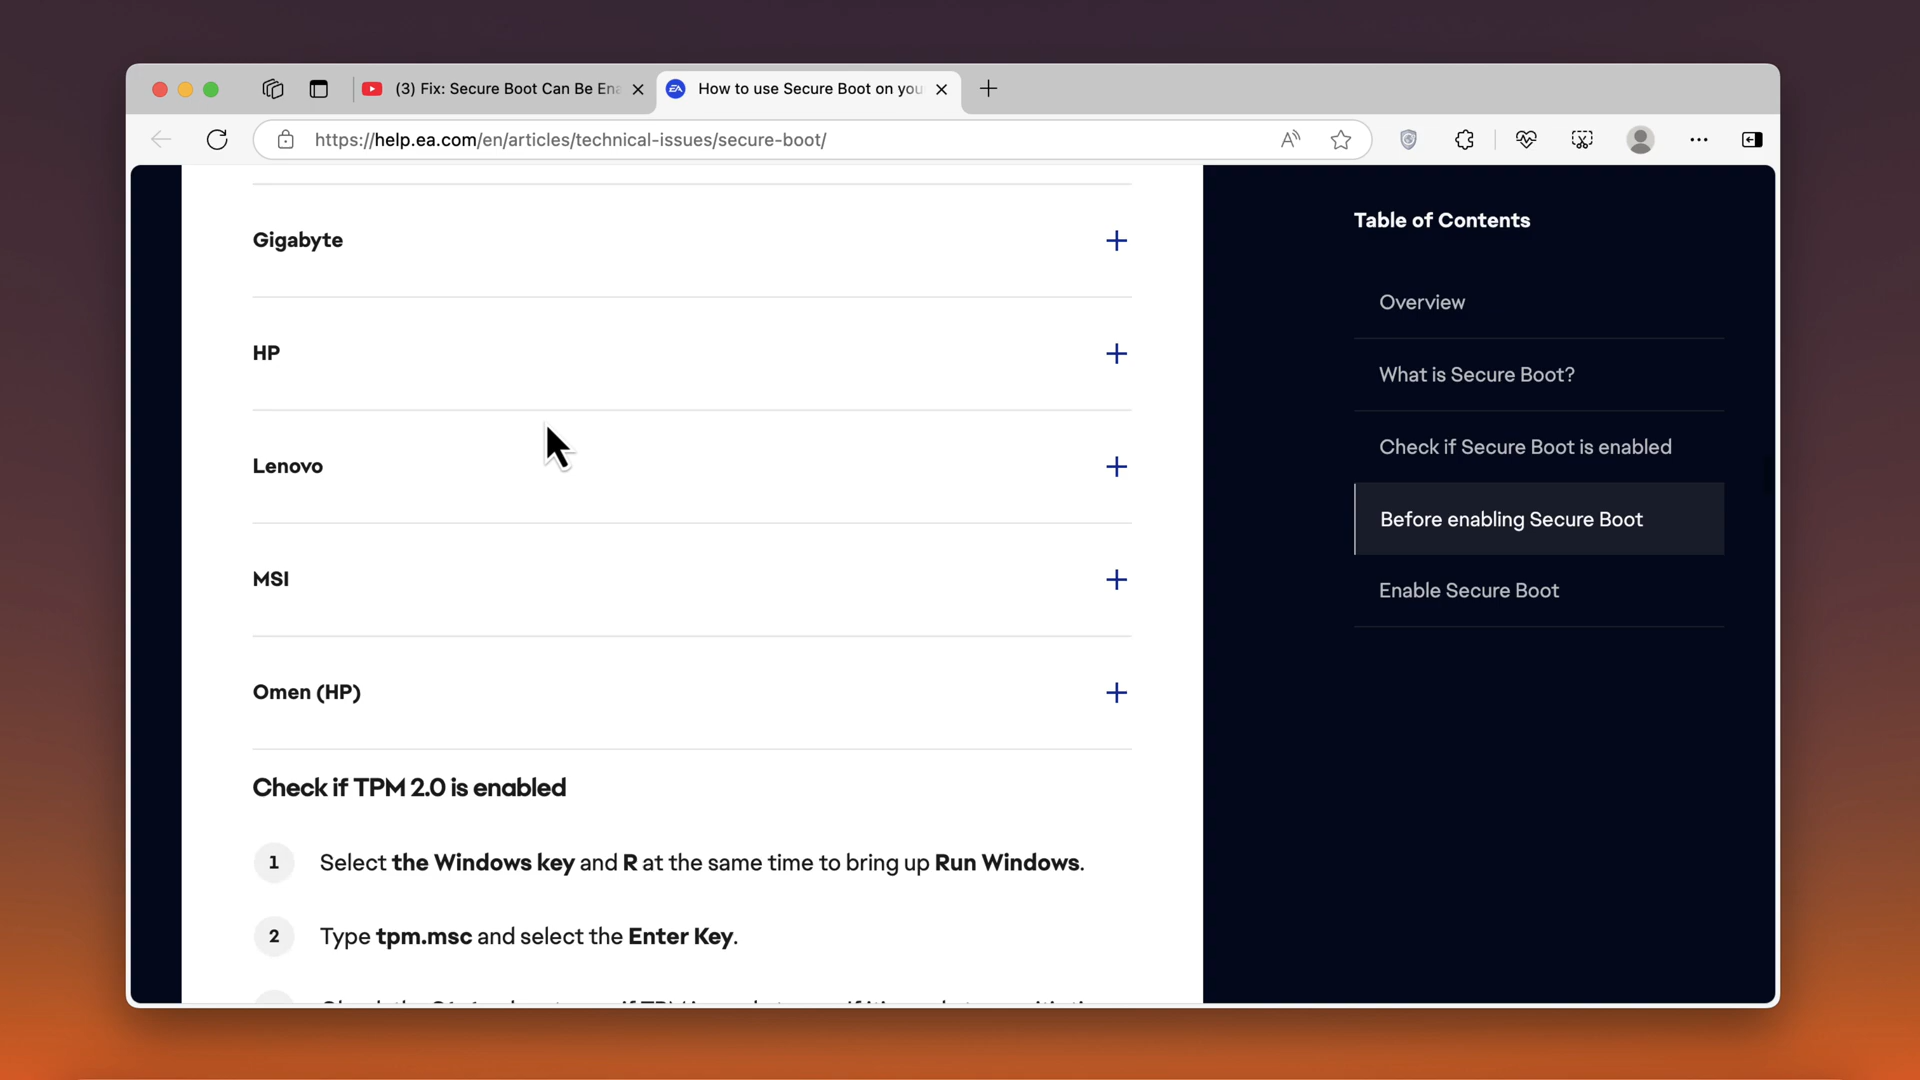 (3) Fix: Secure Boot Can Be Ena
How to use Secure Boot on you
https://help.ea.com/en/articles/technical-issues/secure-boot/
Gigabyte
HP
Lenovo
MSI
Omen (HP)
Check if TPM 2.0 is enabled
1 Select the Windows key and R at the same time to bring up Run Windows.
2 Type tpm.msc and select the Enter Key.
Table of Contents
Overview
What is Secure Boot?
Check if Secure Boot is enabled
Before enabling Secure Boot
Enable Secure Boot